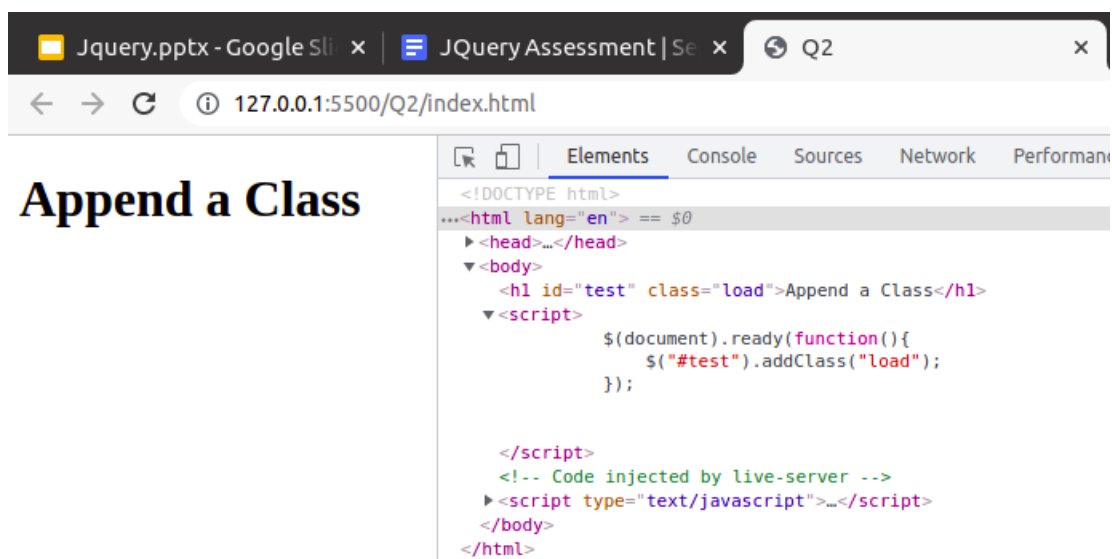 Jquery.pptx - Google Sli
JQuery Assessment | Se
Q2
127.0.0.1:5500/Q2/index.html
Append a Class
Elements Console Sources Network Performanc
<!DOCTYPE html>
...<html lang="en"> == $0
<head>…</head>
<body>
<h1 id="test" class="load">Append a Class</h1>
<script>
$(document).ready(function(){
$("#test").addClass("load");
});
</script>
<!-- Code injected by live-server -->
<script type="text/javascript">…</script>
</body>
</html>